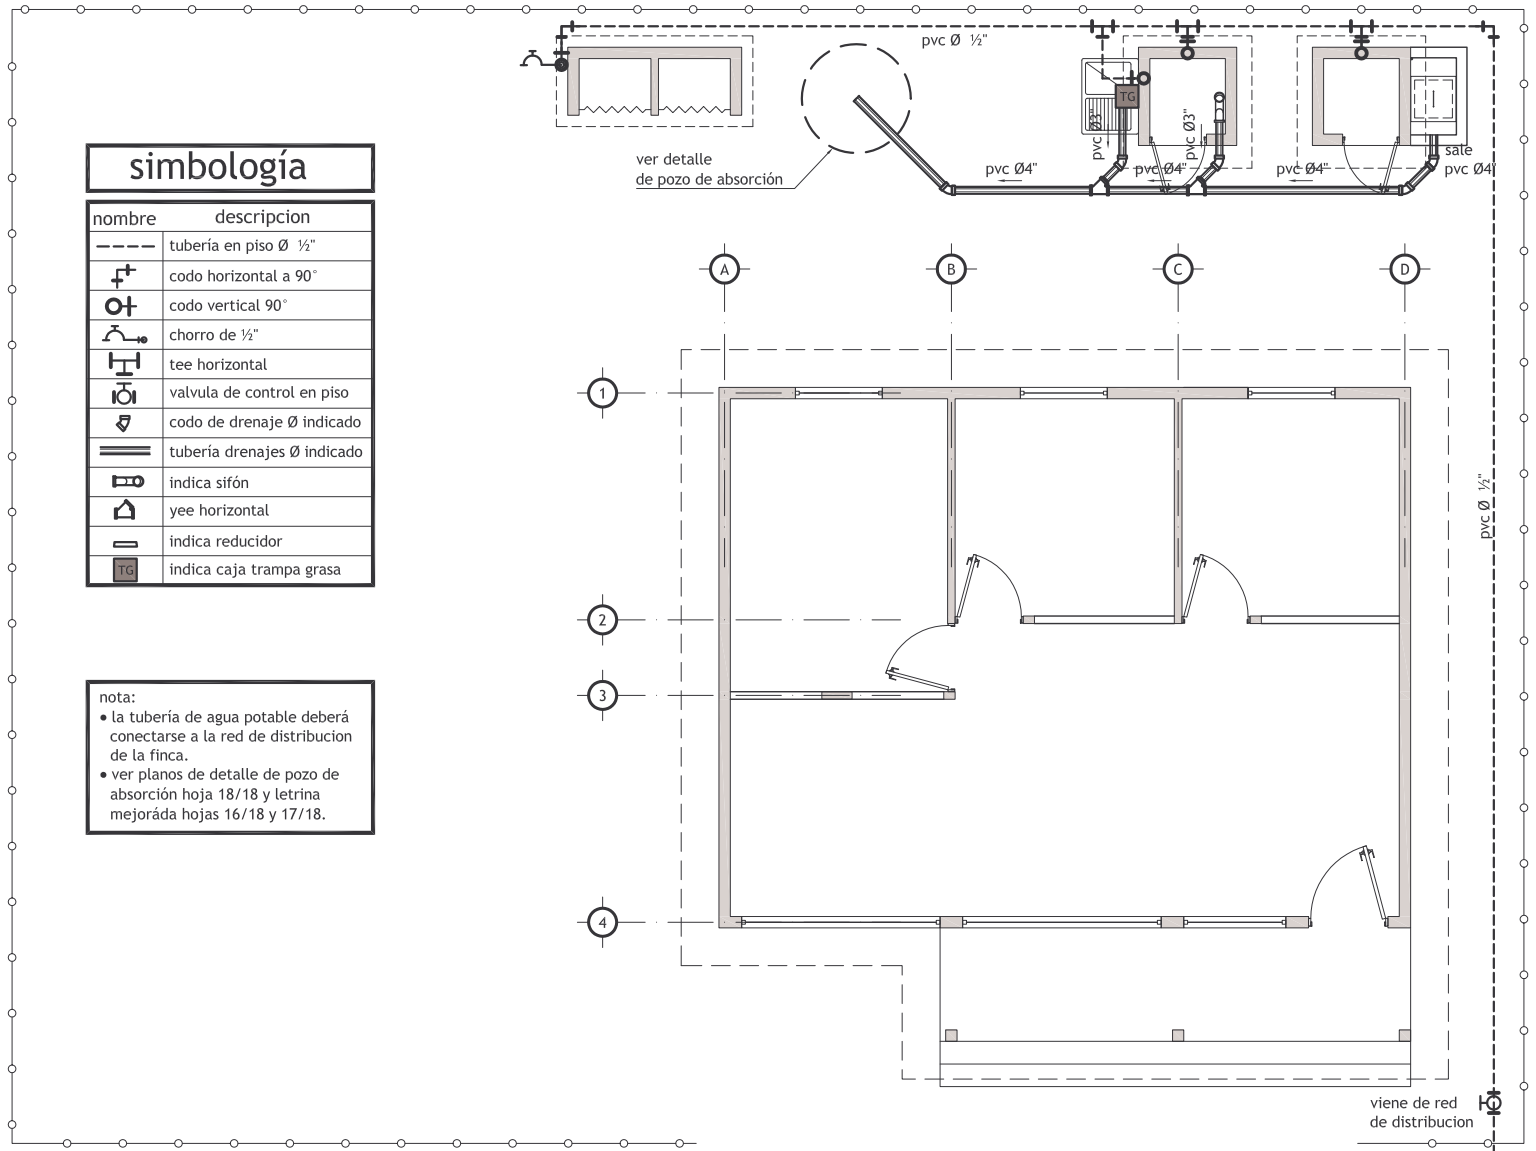 pvc Ø ½"
TG
pvc Ø3"
pvc Ø3"
ver detalle
de pozo de absorción
pvc Ø4"
pvc Ø4"
pvc Ø4"
sale
pvc Ø4"
simbología
nombre descripcion
tubería en piso Ø ½"
codo horizontal a 90°
codo vertical 90°
chorro de ½"
tee horizontal
valvula de control en piso
codo de drenaje Ø indicado
tubería drenajes Ø indicado
indica sifón
yee horizontal
indica reducidor
TG indica caja trampa grasa
A B C D
1
2
3
4
pvc Ø ½"
nota:
• la tubería de agua potable deberá
conectarse a la red de distribucion
de la finca.
• ver planos de detalle de pozo de
absorción hoja 18/18 y letrina
mejoráda hojas 16/18 y 17/18.
viene de red
de distribucion